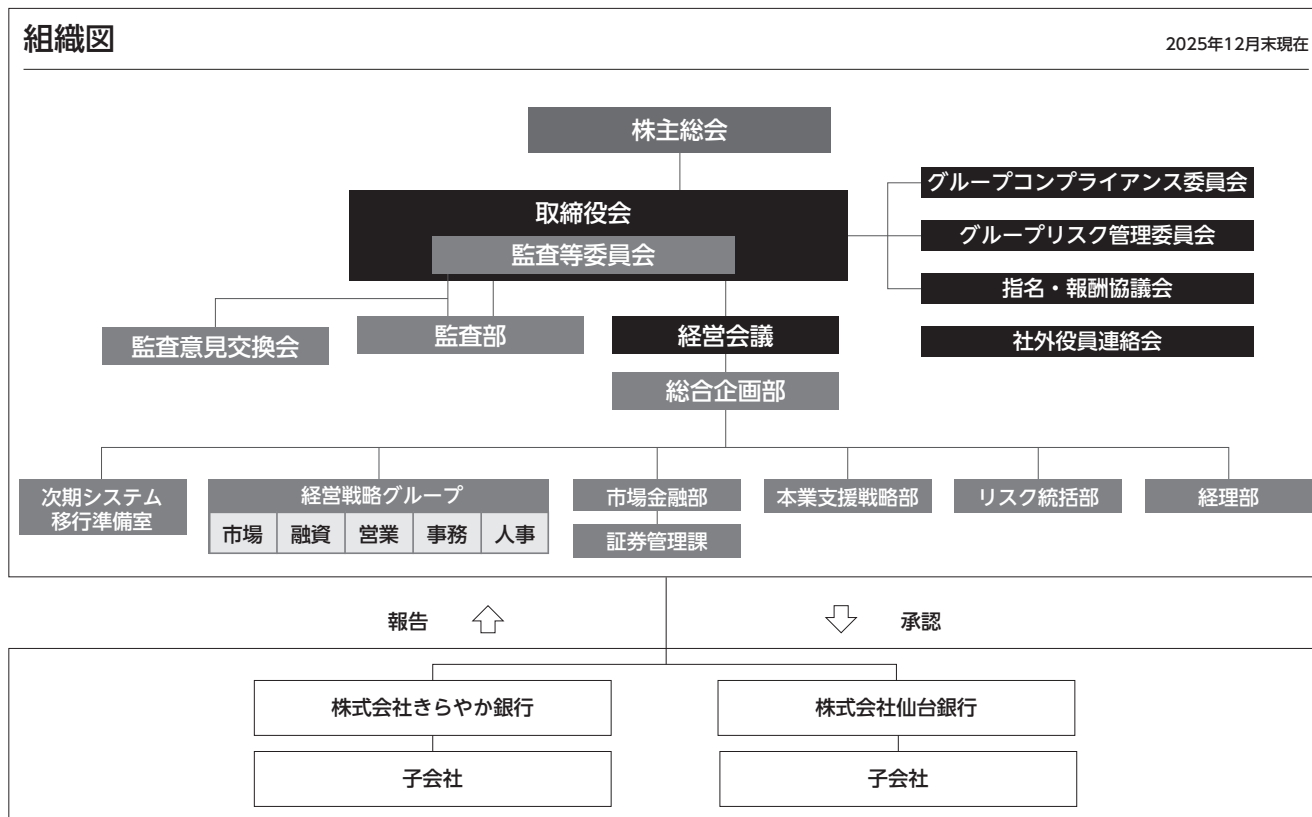 組織図
2025年12月末現在
株主総会
取締役会
監査等委員会
グループコンプライアンス委員会
グループリスク管理委員会
指名・報酬協議会
社外役員連絡会
監査意見交換会
監査部
経営会議
総合企画部
次期システム
移行準備室
経営戦略グループ
市場 融資 営業 事務 人事
市場金融部
証券管理課
本業支援戦略部
リスク統括部
経理部
報告
承認
株式会社きらやか銀行
子会社
株式会社仙台銀行
子会社